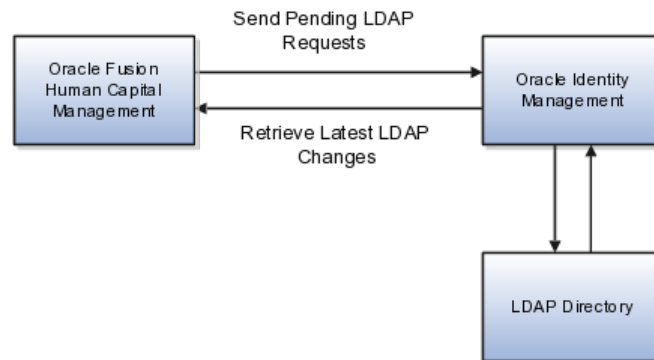 Send Pending LDAP
Requests
Oracle Fusion
Human Capital
Management
Oracle Identity
Management
Retrieve Latest LDAP
Changes
LDAP Directory